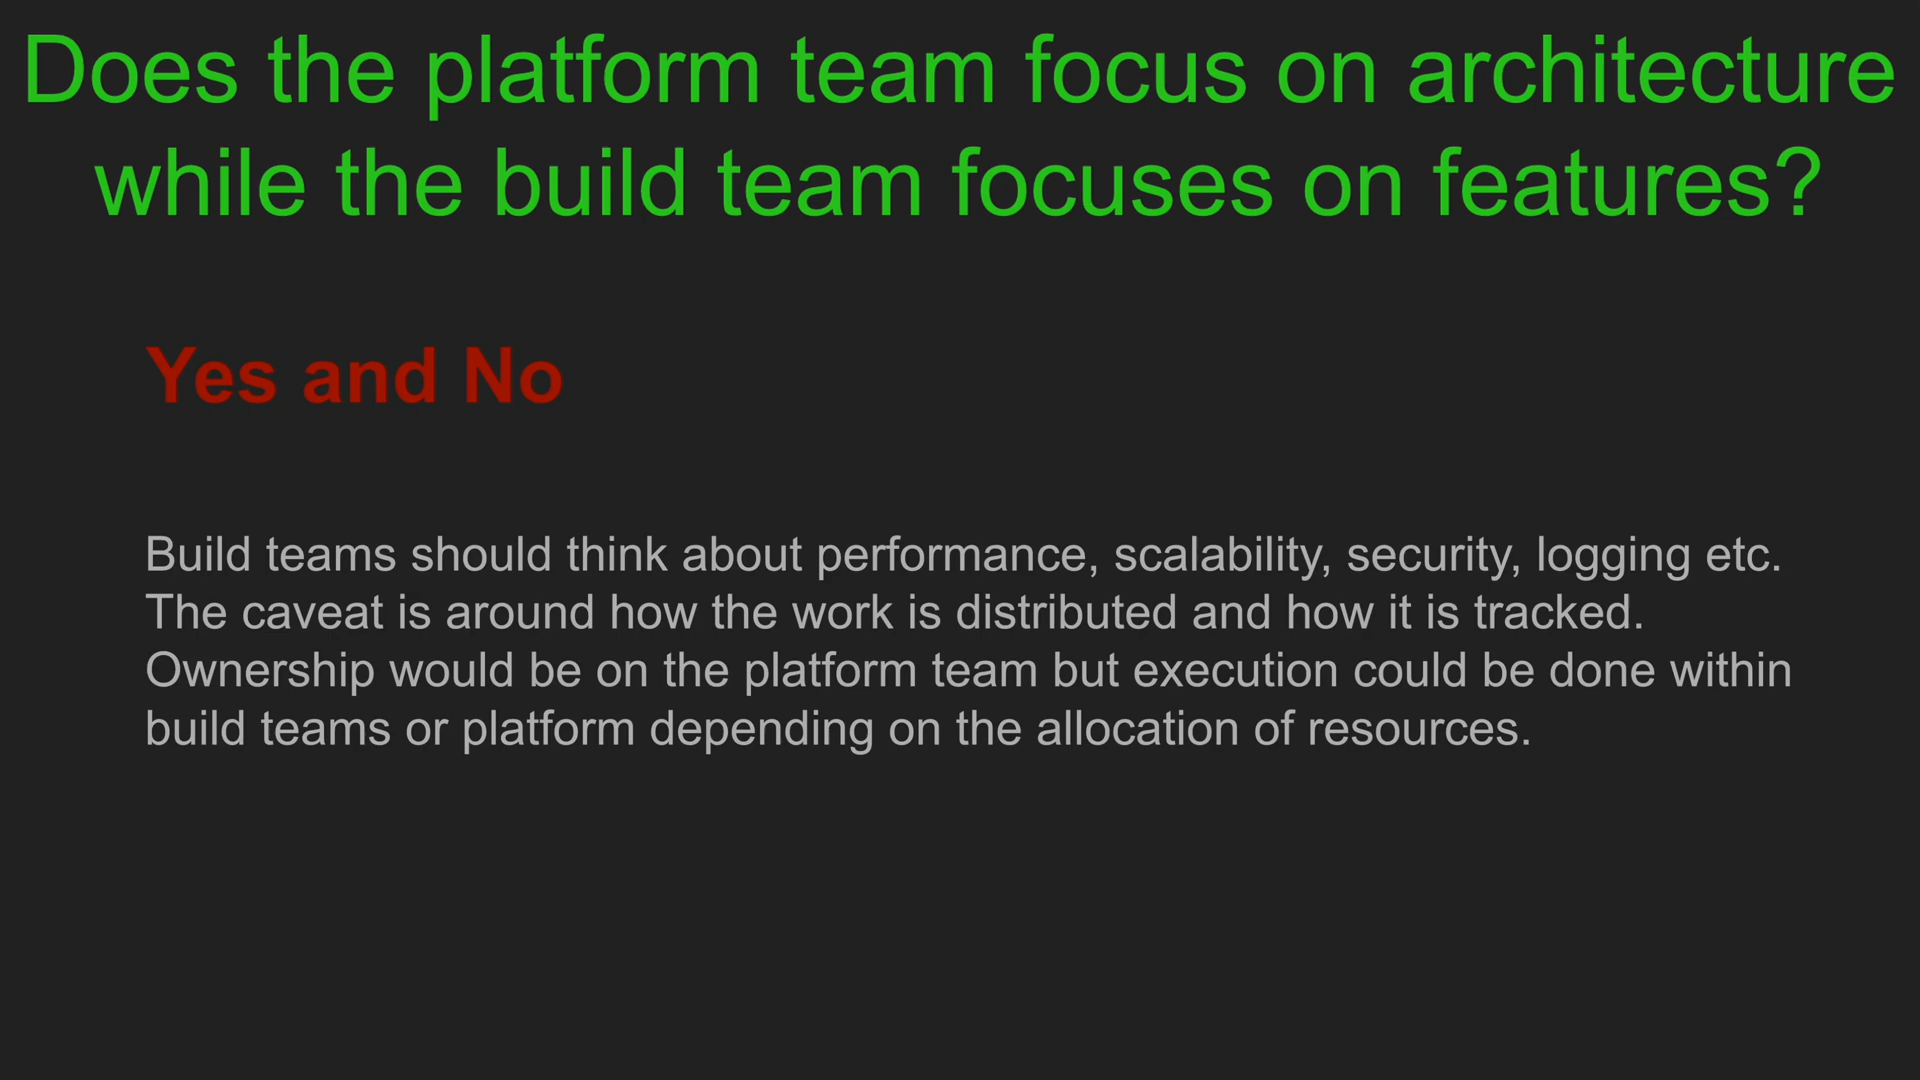 Does the platform team focus on architecture
while the build team focuses on features?
Yes and No
Build teams should think about performance, scalability, security, logging etc.
The caveat is around how the work is distributed and how it is tracked.
Ownership would be on the platform team but execution could be done within
build teams or platform depending on the allocation of resources.